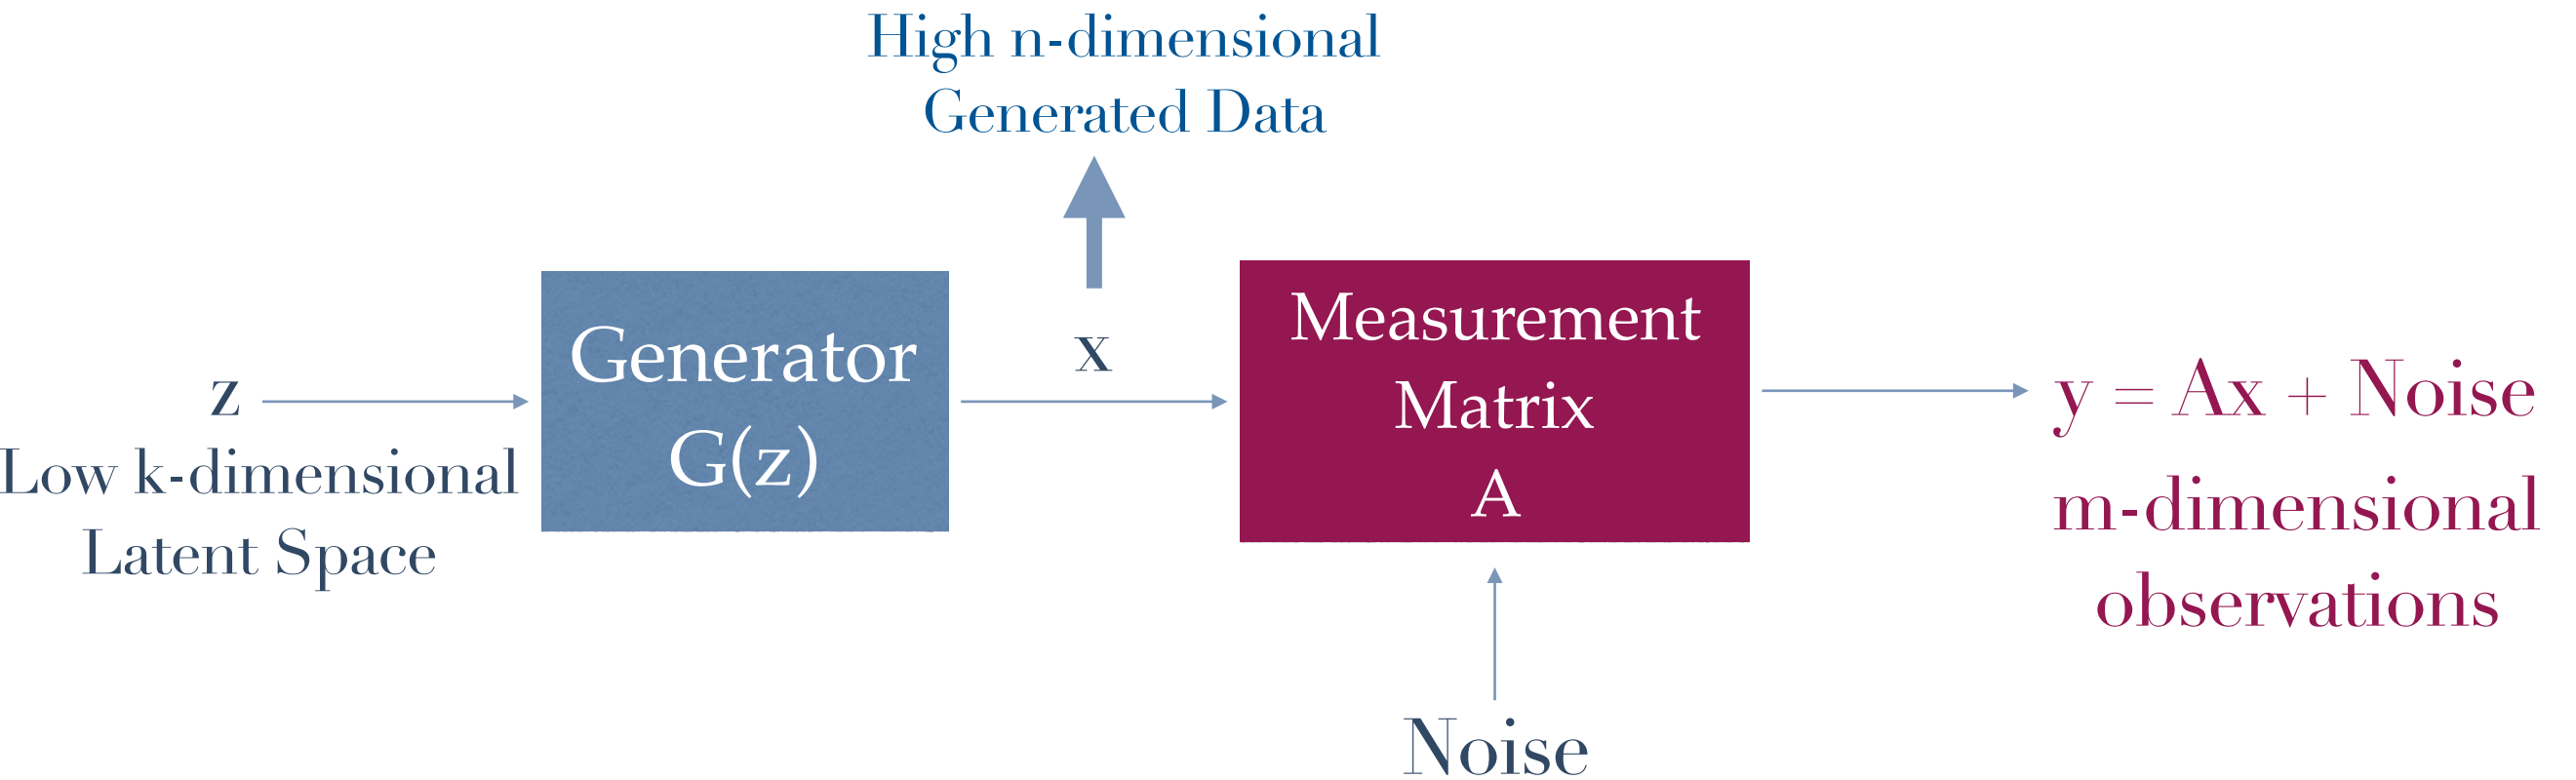 High n-dimensional
Generated Data
z
Low k-dimensional
Latent Space
Generator
G(z)
x
Measurement
Matrix
A
Noise
y = Ax + Noise
m-dimensional
observations